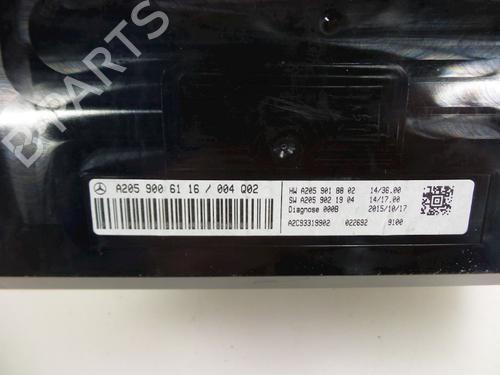 B-PARTS
A205 900 61 16 / 004 Q02
HW A205 901 88 02 14/36.00
SW A205 902 19 04 14/17.00
Diagnose 000B 2015/10/17
A2C93319902 022692 9100